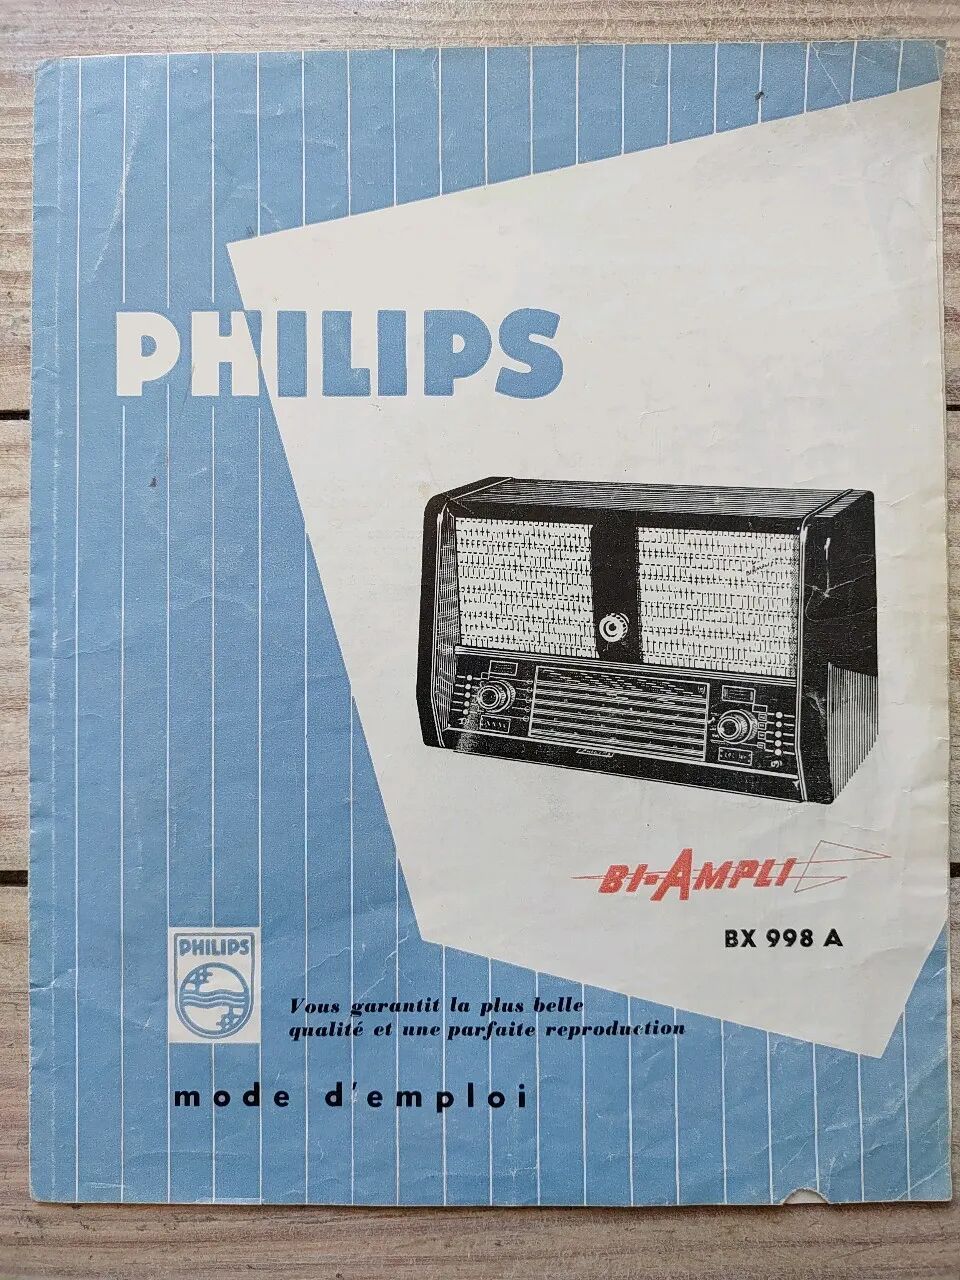 PHILIPS
BI-AMPLI
BX 998 A
PHILIPS
Vous garantit la plus belle
qualité et une parfaite reproduction
mode d'emploi